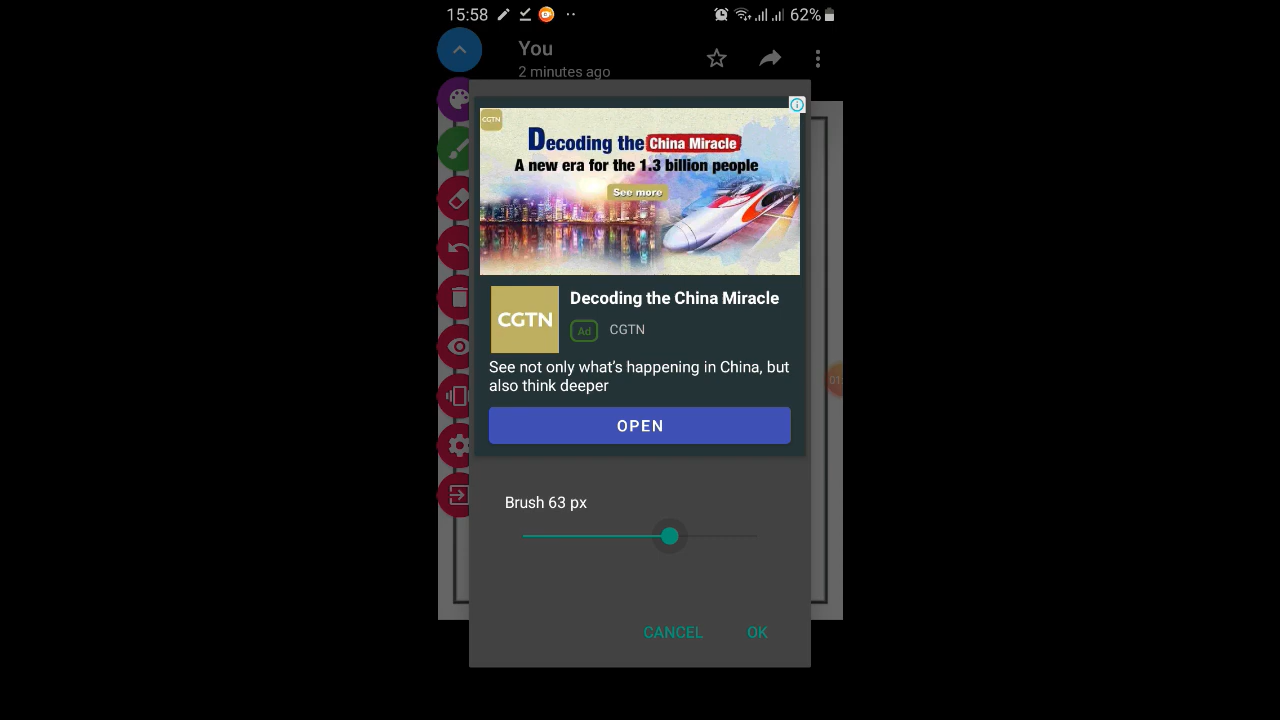 15:58
62%
You
2 minutes ago
CGTN
Decoding the China Miracle
A new era for the 1.3 billion people
See more
CGTN
Decoding the China Miracle
Ad CGTN
See not only what’s happening in China, but
also think deeper
OPEN
01
Brush 63 px
CANCEL OK